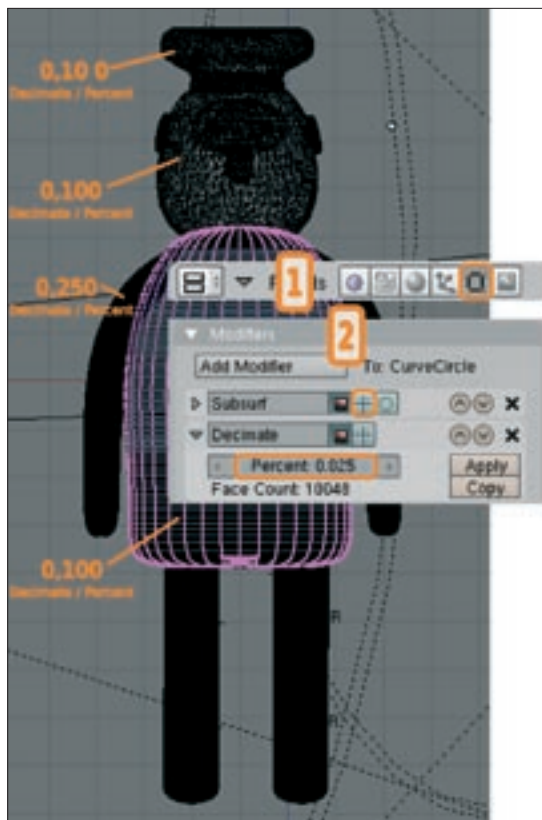 0,10 0
Decimate / Percent
0,100
Decimate / Percent
0,250
Decimate / Percent
1
2
Modifiers
Add Modifier
To: CurveCircle
Subsurf
Decimate
Percent: 0.025
Face Count: 10048
Apply
Copy
0,100
Decimate / Percent
R
R